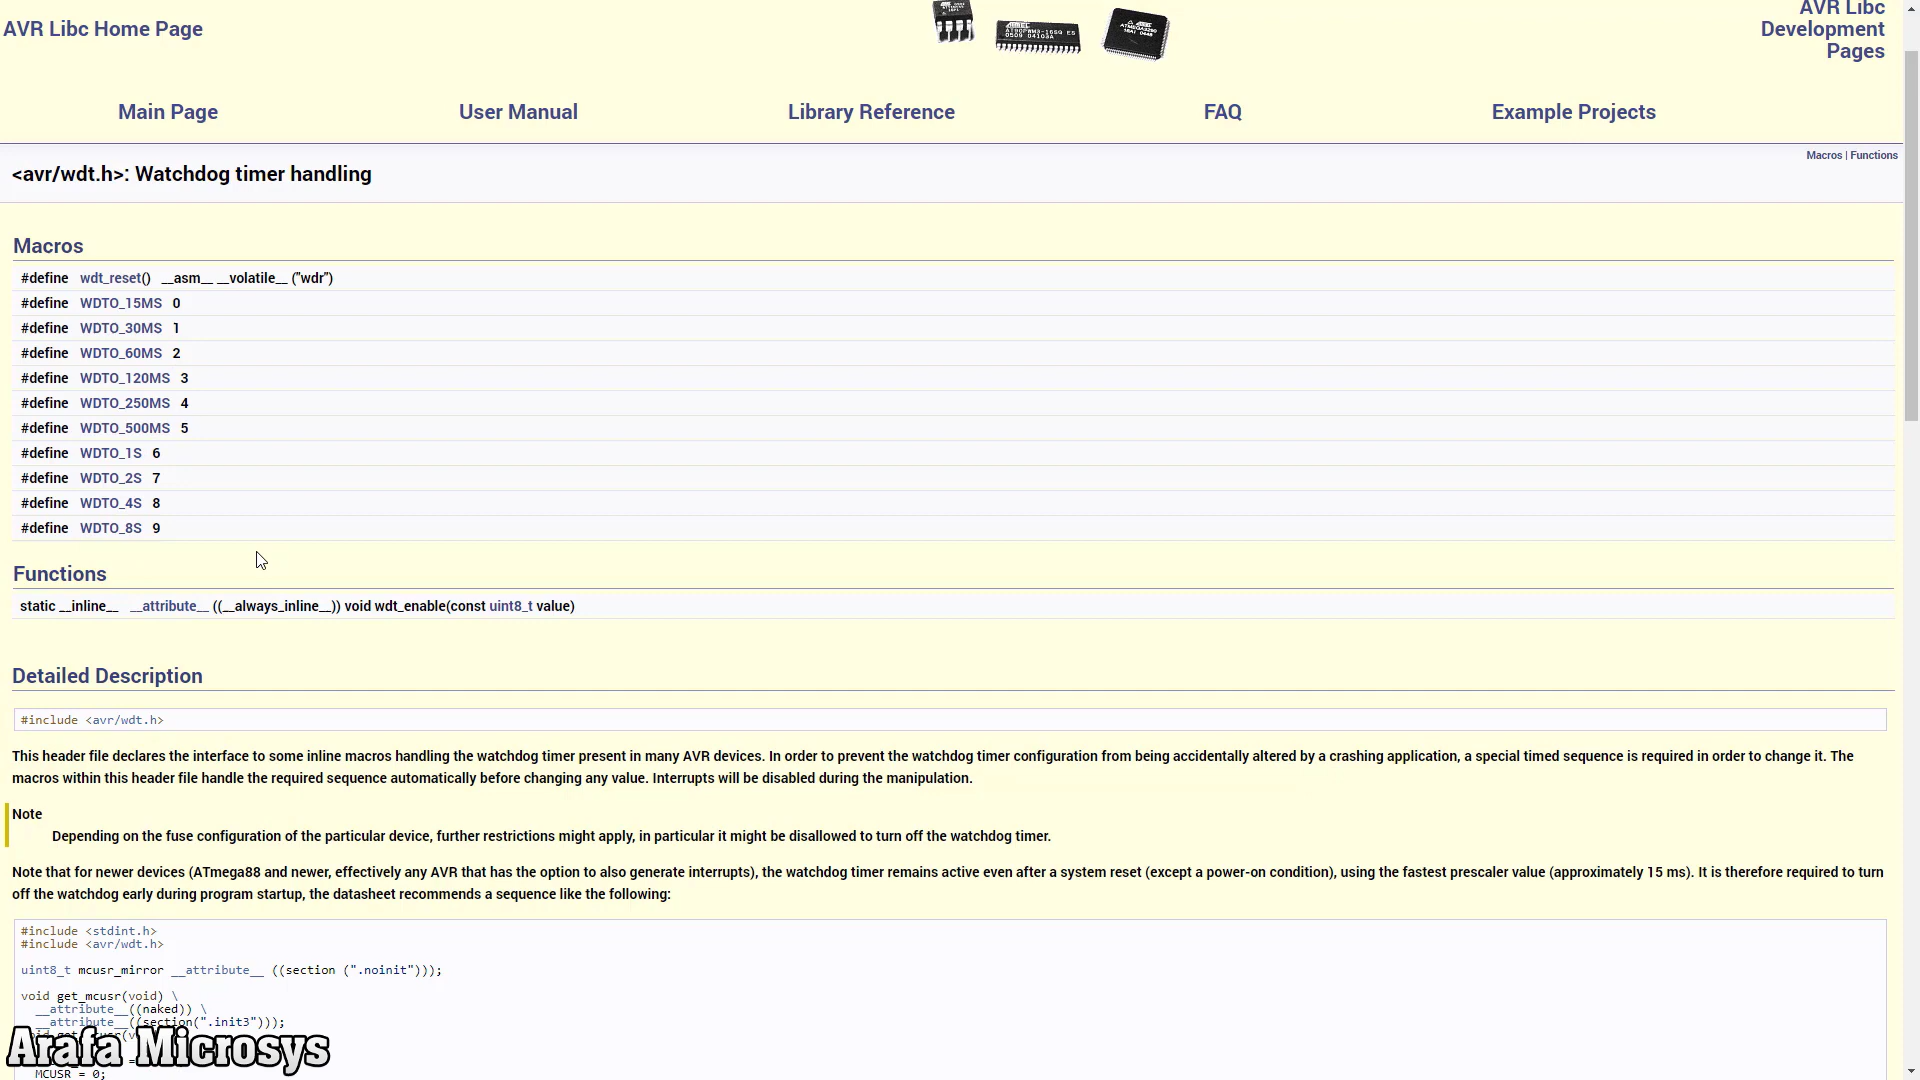 AVR Libc Home Page
AVR Libc
Development
Pages
Main Page
User Manual
Library Reference
FAQ
Example Projects
Macros | Functions
<avr/wdt.h>: Watchdog timer handling
Macros
#define wdt_reset() __asm__ __volatile__ ("wdr")
#define WDTO_15MS 0
#define WDTO_30MS 1
#define WDTO_60MS 2
#define WDTO_120MS 3
#define WDTO_250MS 4
#define WDTO_500MS 5
#define WDTO_1S 6
#define WDTO_2S 7
#define WDTO_4S 8
#define WDTO_8S 9
Functions
static __inline__ __attribute__ ((__always_inline__)) void wdt_enable(const uint8_t value)
Detailed Description
#include <avr/wdt.h>
This header file declares the interface to some inline macros handling the watchdog timer present in many AVR devices. In order to prevent the watchdog timer configuration from being accidentally altered by a crashing application, a special timed sequence is required in order to change it. The
macros within this header file handle the required sequence automatically before changing any value. Interrupts will be disabled during the manipulation.
Note
Depending on the fuse configuration of the particular device, further restrictions might apply, in particular it might be disallowed to turn off the watchdog timer.
Note that for newer devices (ATmega88 and newer, effectively any AVR that has the option to also generate interrupts), the watchdog timer remains active even after a system reset (except a power-on condition), using the fastest prescaler value (approximately 15 ms). It is therefore required to turn
off the watchdog early during program startup, the datasheet recommends a sequence like the following:
#include <stdint.h>
#include <avr/wdt.h>
uint8_t mcusr_mirror __attribute__ ((section (".noinit")));
void get_mcusr(void) \
__attribute__((naked)) \
__attribute__((section(".init3")));
Arafa Microsys
MCUSR = 0;